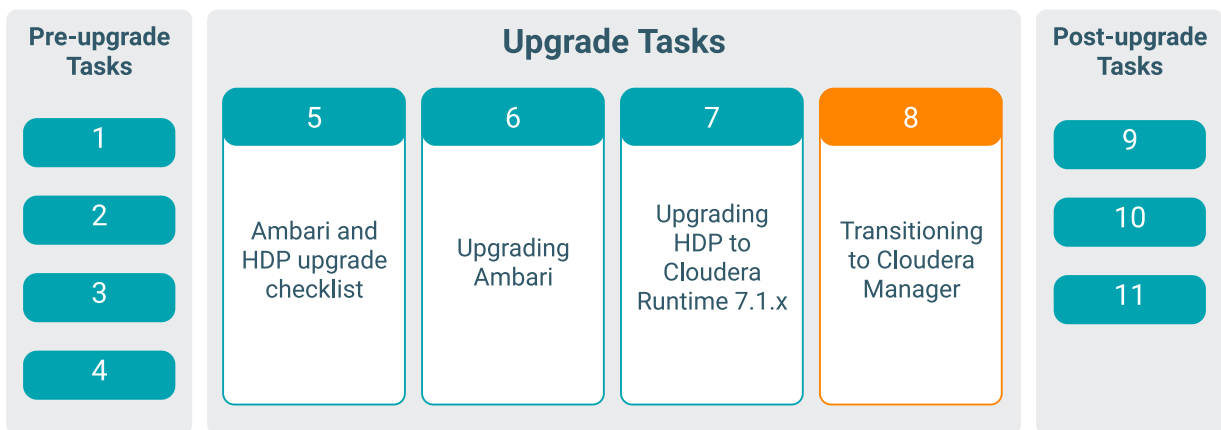 Pre-upgrade
Tasks
1
2
3
4
Upgrade Tasks
5
Ambari and
HDP upgrade
checklist
6
Upgrading
Ambari
7
Upgrading
HDP to
Cloudera
Runtime 7.1.x
8
Transitioning
to Cloudera
Manager
Post-upgrade
Tasks
9
10
11